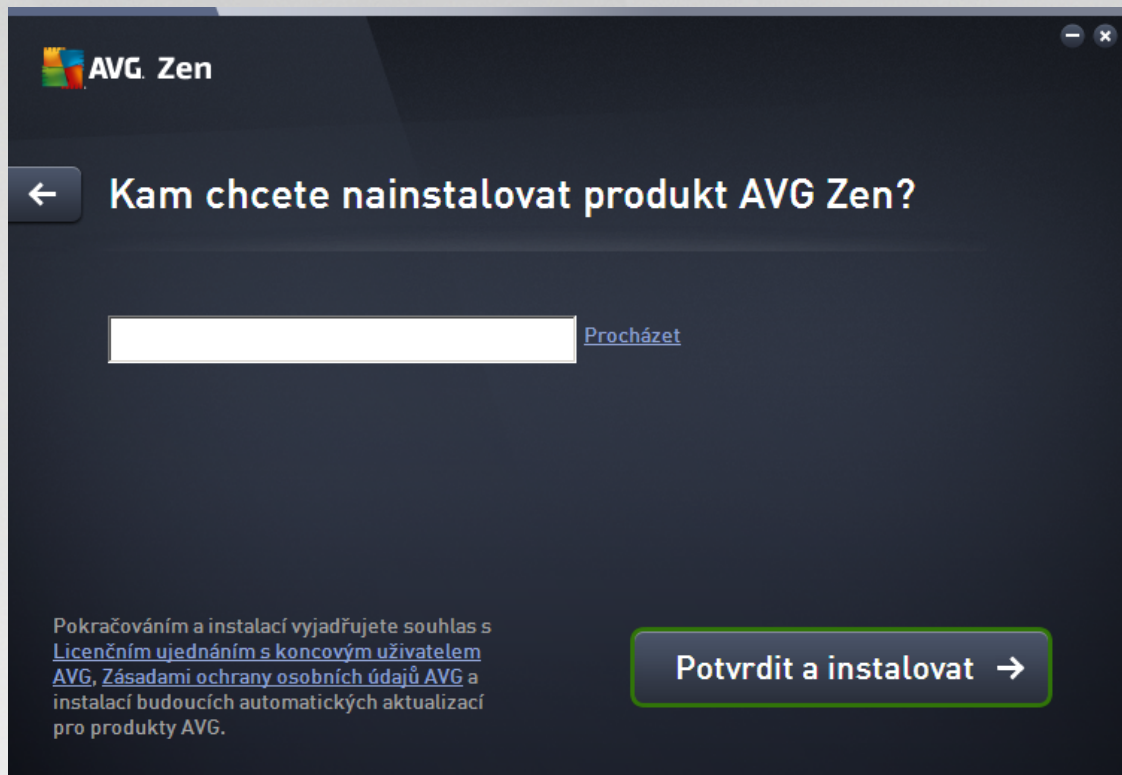 AVG Zen
Kam chcete nainstalovat produkt AVG Zen?
Procházet
Pokračováním a instalací vyjadřujete souhlas s
Licenčním ujednáním s koncovým uživatelem
AVG, Zásadami ochrany osobních údajů AVG a
instalací budoucích automatických aktualizací
pro produkty AVG.
Potvrdit a instalovat